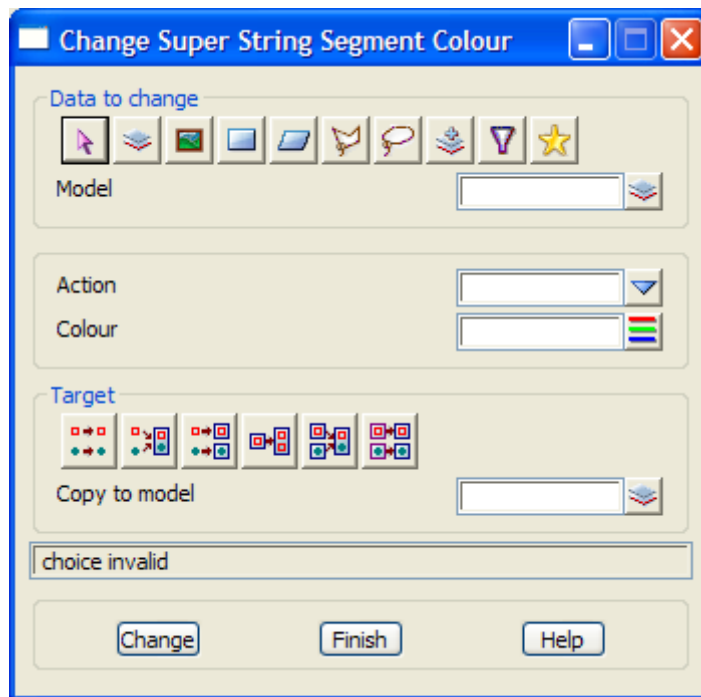 Change Super String Segment Colour
Data to change
Model
Action
Colour
Target
Copy to model
choice invalid
Change Finish Help